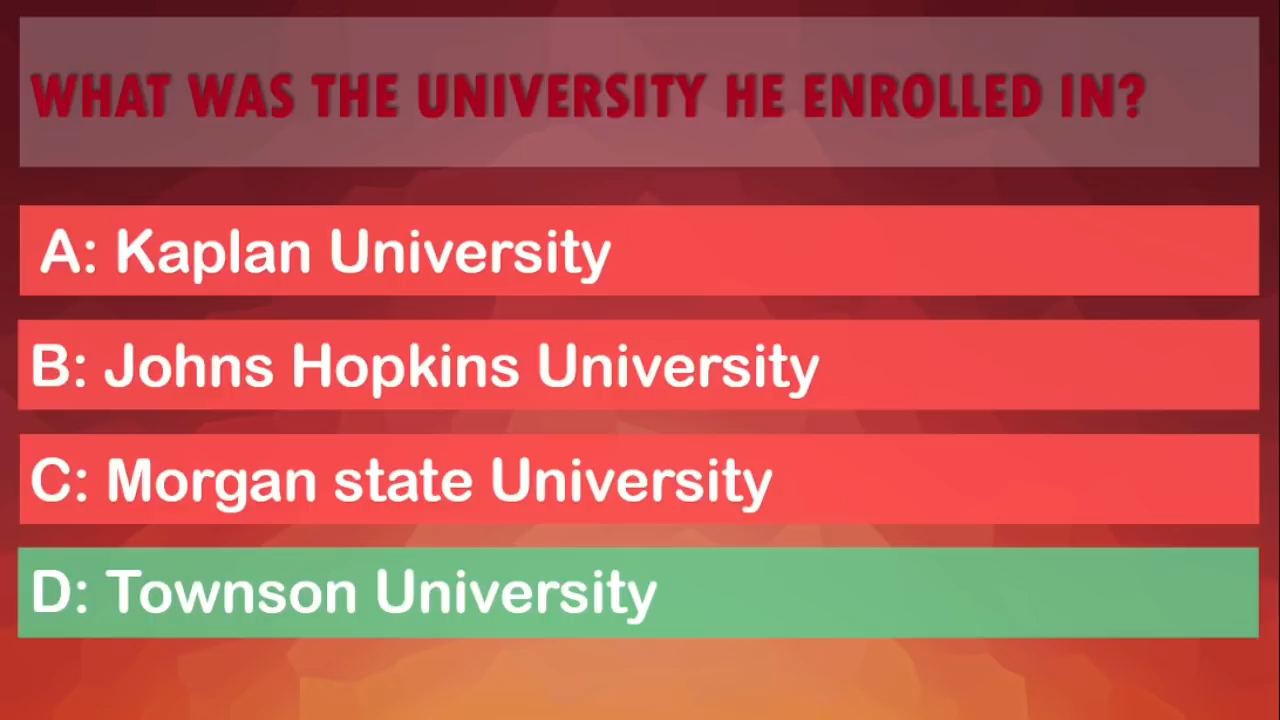 WHAT WAS THE UNIVERSITY HE ENROLLED IN?
A: Kaplan University
B: Johns Hopkins University
C: Morgan state University
D: Townson University